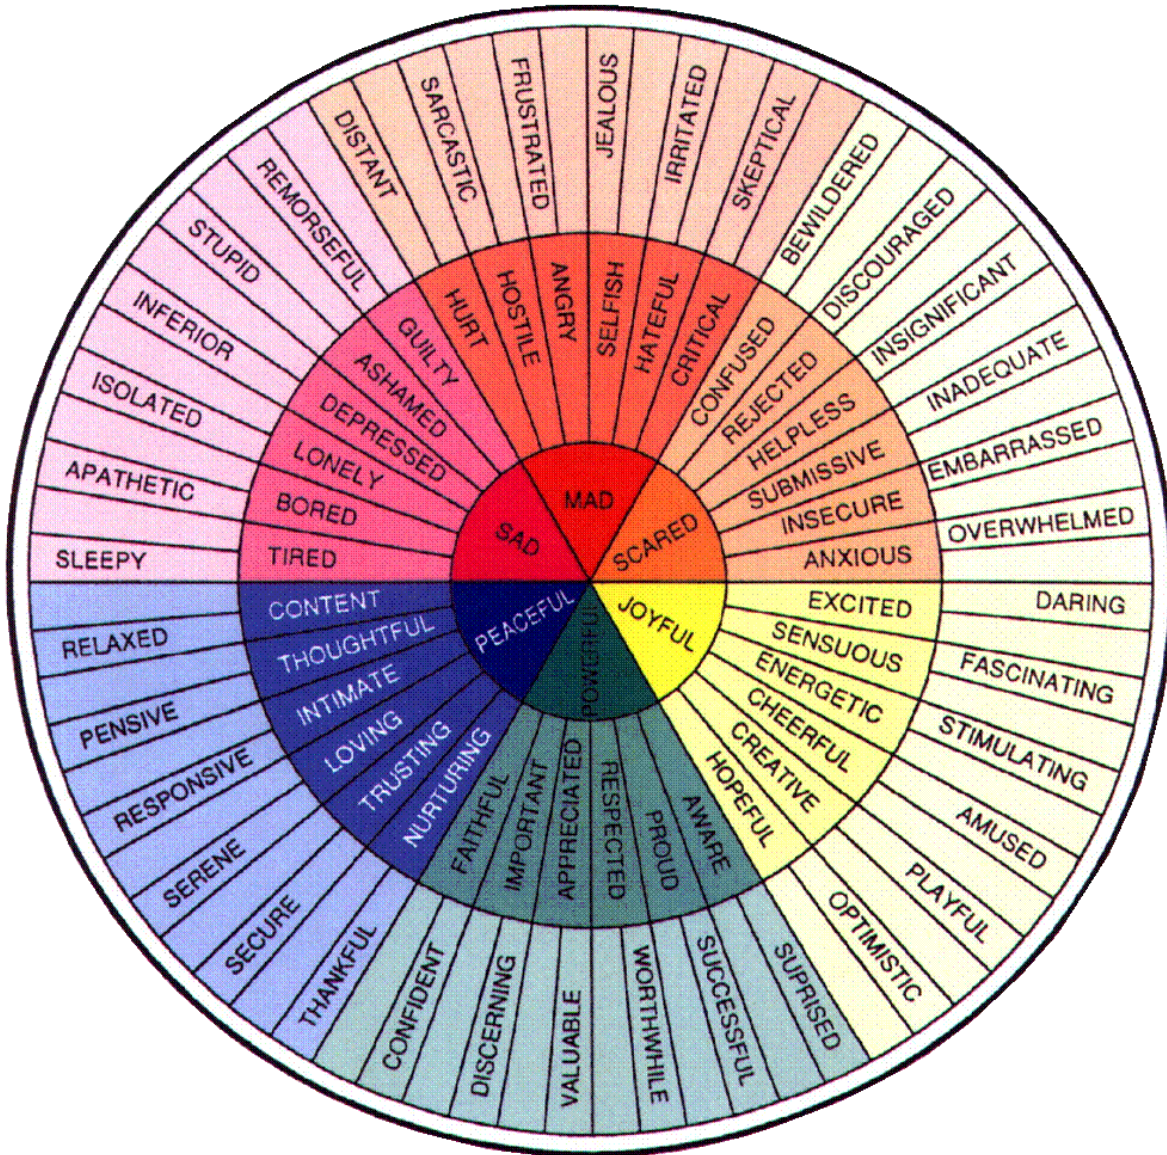 MAD
SCARED
JOYFUL
POWERFUL
PEACEFUL
SAD
HURT
HOSTILE
ANGRY
SELFISH
HATEFUL
CRITICAL
CONFUSED
REJECTED
HELPLESS
SUBMISSIVE
INSECURE
ANXIOUS
EXCITED
SENSUOUS
ENERGETIC
CHEERFUL
CREATIVE
HOPEFUL
AWARE
PROUD
RESPECTED
APPRECIATED
IMPORTANT
FAITHFUL
NURTURING
TRUSTING
LOVING
INTIMATE
THOUGHTFUL
CONTENT
TIRED
BORED
LONELY
DEPRESSED
ASHAMED
GUILTY
DISTANT
SARCASTIC
FRUSTRATED
JEALOUS
IRRITATED
SKEPTICAL
BEWILDERED
DISCOURAGED
INSIGNIFICANT
INADEQUATE
EMBARRASSED
OVERWHELMED
DARING
FASCINATING
STIMULATING
AMUSED
PLAYFUL
OPTIMISTIC
SUPRISED
SUCCESSFUL
WORTHWHILE
VALUABLE
DISCERNING
CONFIDENT
THANKFUL
SECURE
SERENE
RESPONSIVE
PENSIVE
RELAXED
SLEEPY
APATHETIC
ISOLATED
INFERIOR
STUPID
REMORSEFUL